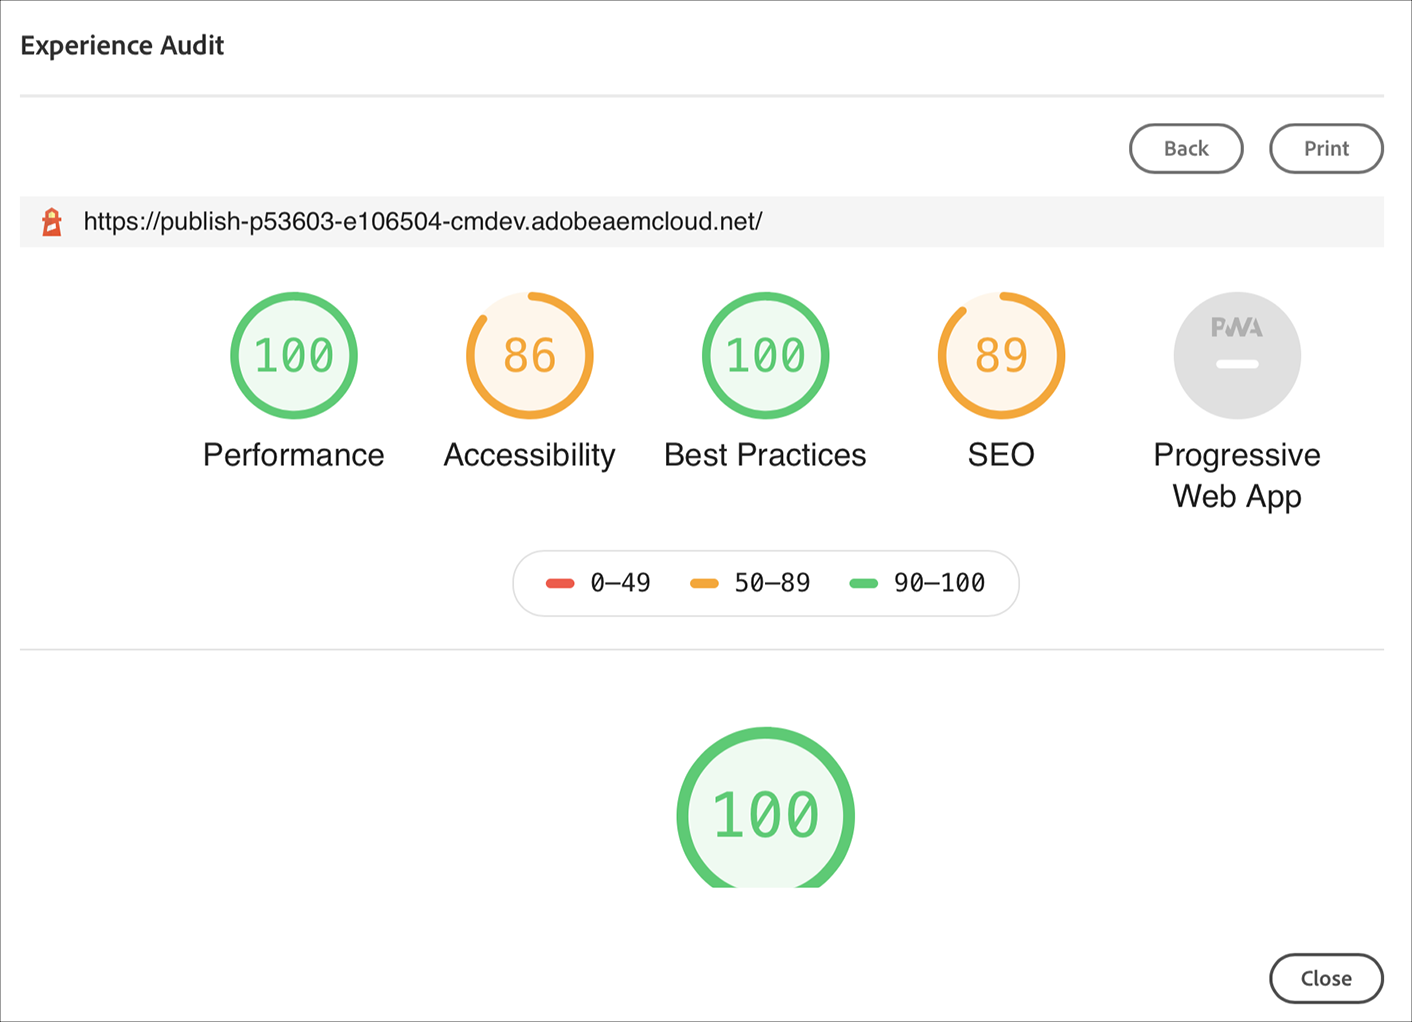 Experience Audit
Back Print
https://publish-p53603-e106504-cmdev.adobeaemcloud.net/
100 86 100 89 PWA
Performance Accessibility Best Practices SEO Progressive
Web App
0–49 50–89 90–100
100
Close